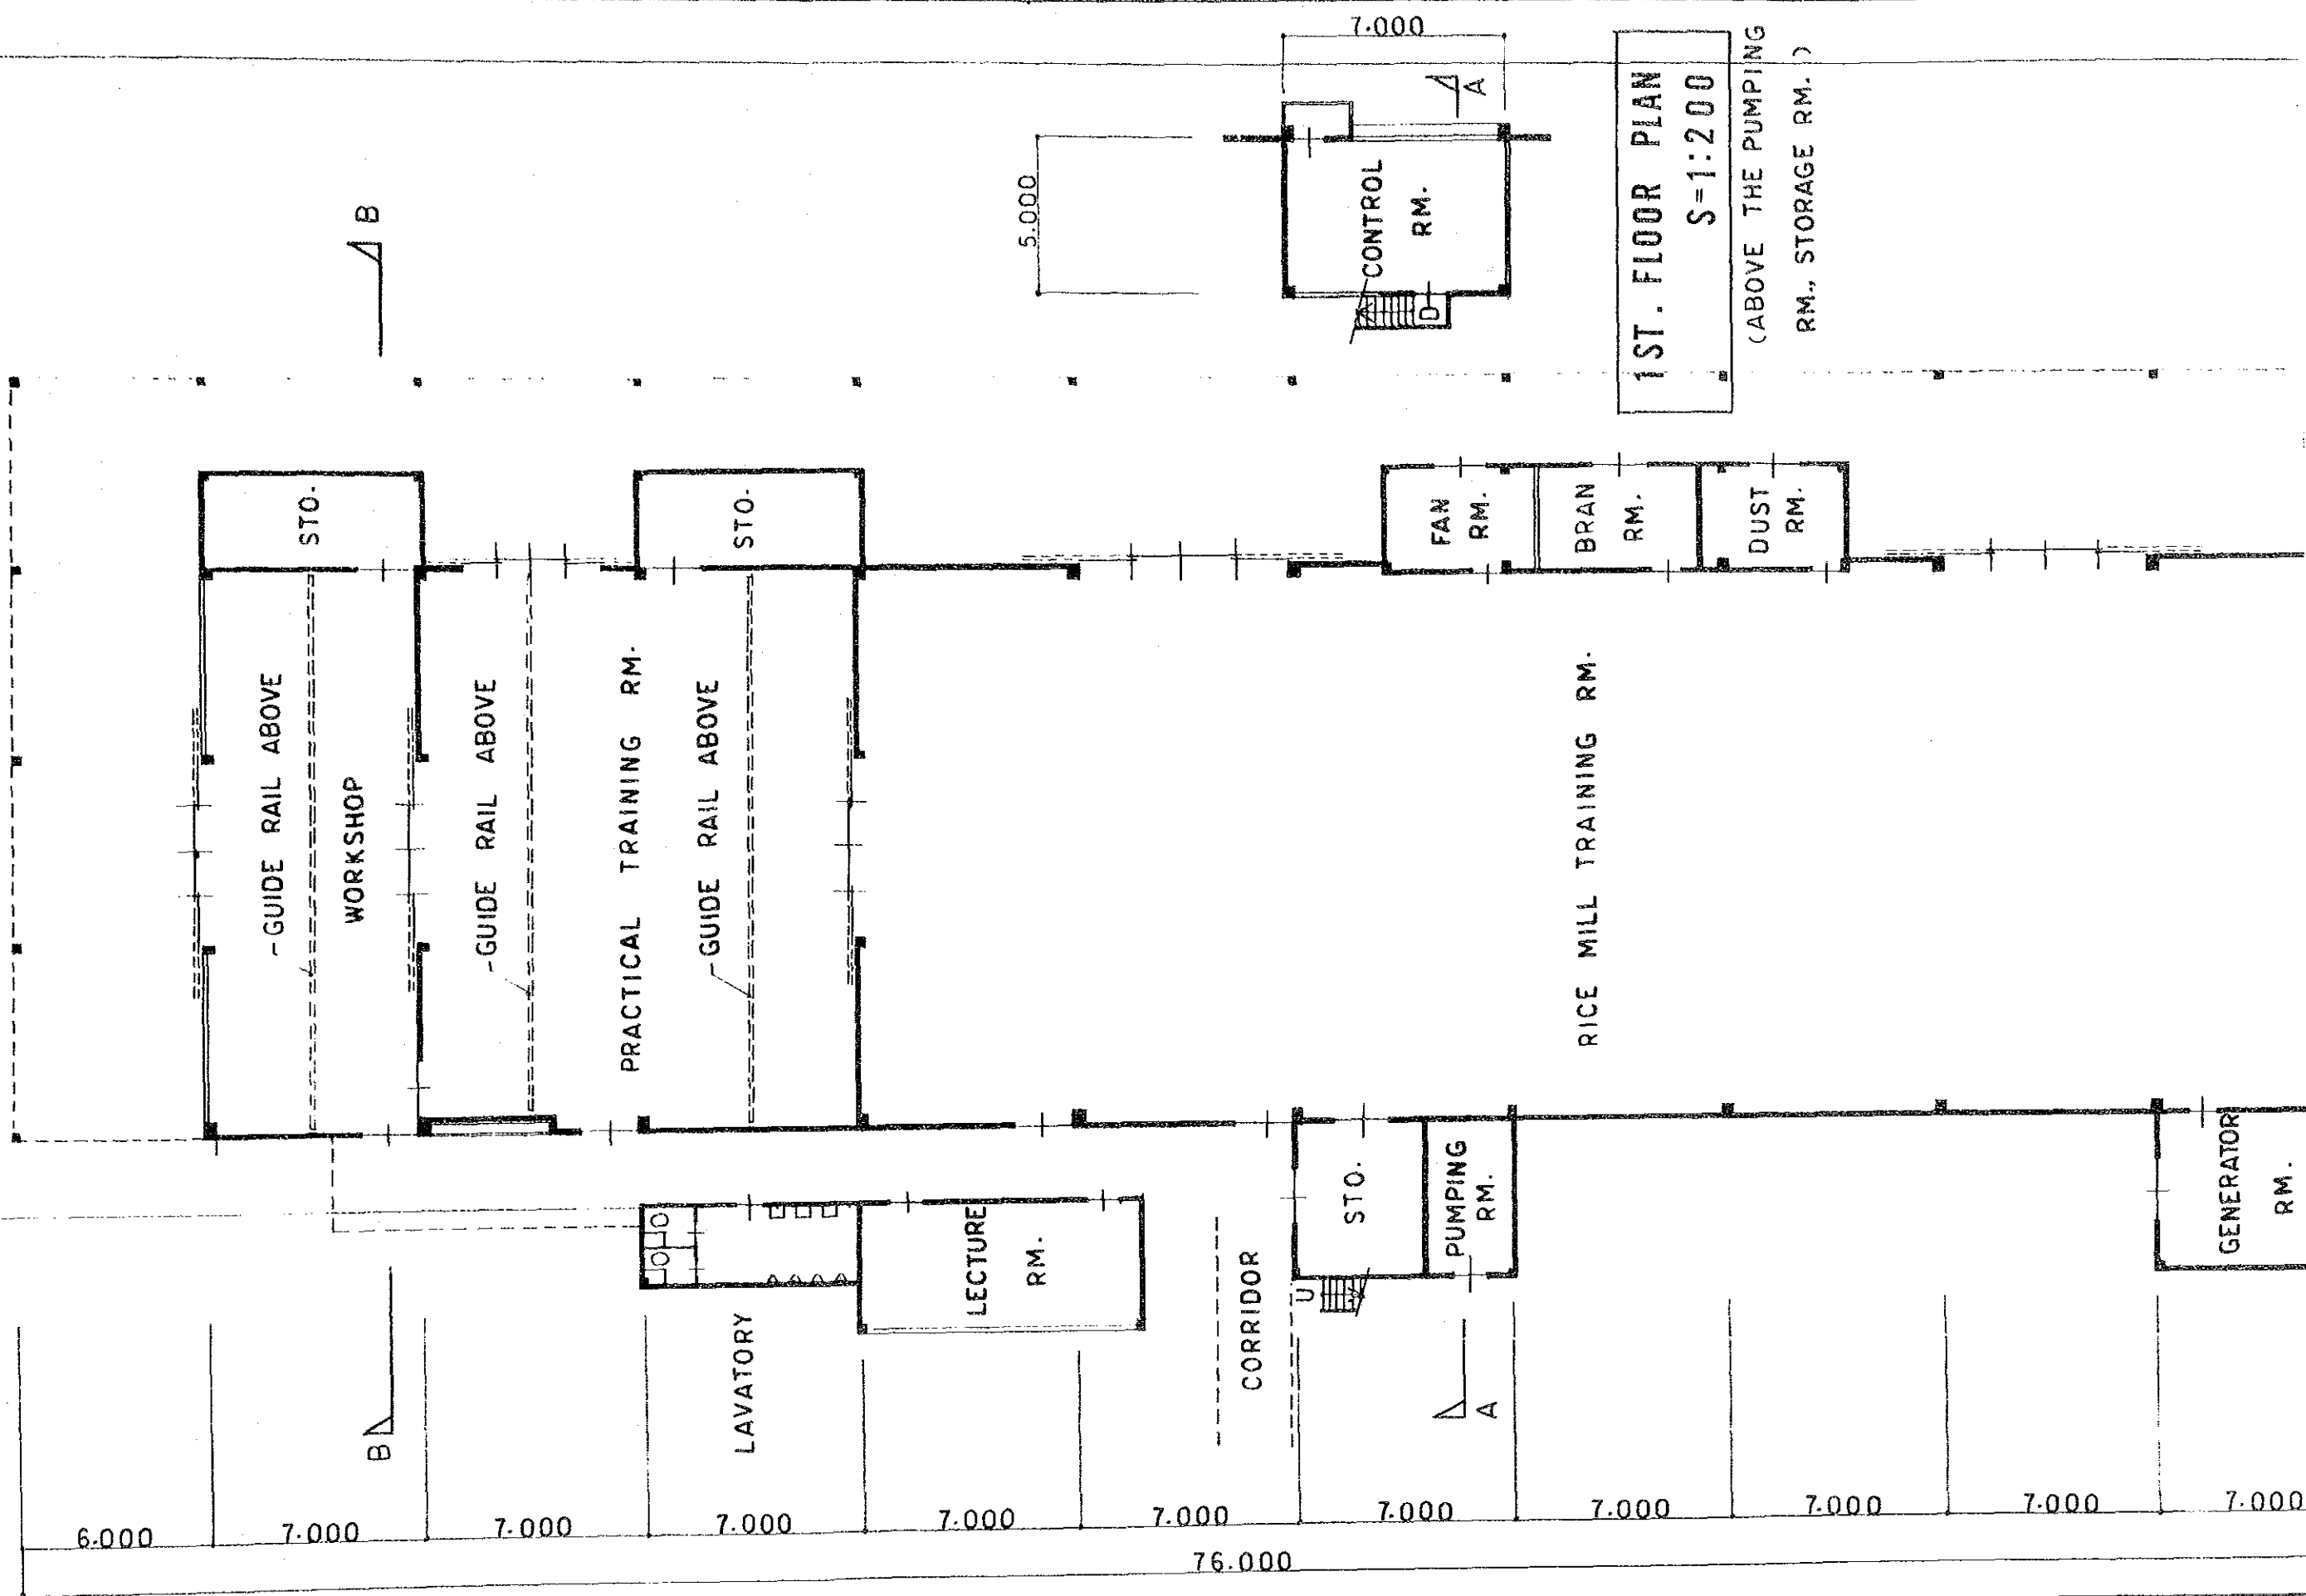 7.000
A
1ST. FLOOR PLAN
S=1:200
(ABOVE THE PUMPING
RM., STORAGE RM.)
B
5.000
CONTROL
RM.
D
STO.
STO.
FAN
RM.
BRAN
RM.
DUST
RM.
GUIDE RAIL ABOVE
WORKSHOP
GUIDE RAIL ABOVE
PRACTICAL TRAINING RM.
GUIDE RAIL ABOVE
RICE MILL TRAINING RM.
LECTURE
RM.
STO.
PUMPING
RM.
GENERATOR
RM.
U
LAVATORY
CORRIDOR
B
A
6.000 7.000 7.000 7.000 7.000 7.000 7.000 7.000 7.000 7.000 7.000
76.000